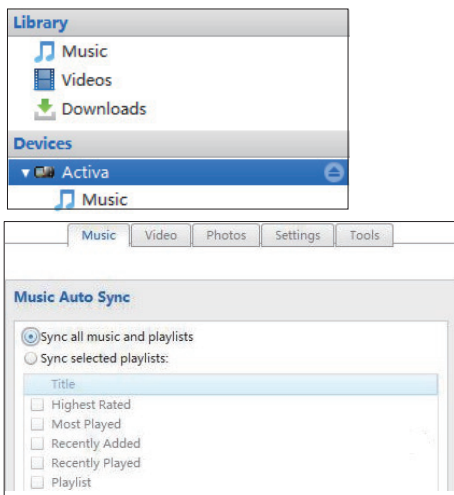 Library
Music
Videos
Downloads
Devices
Activa
Music
Music Video Photos Settings Tools
Music Auto Sync
Sync all music and playlists
Sync selected playlists:
Title
Highest Rated
Most Played
Recently Added
Recently Played
Playlist